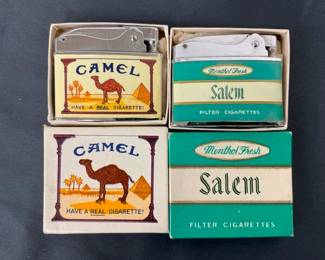 CAMEL
HAVE A REAL CIGARETTE!
Menthol Fresh
Salem
FILTER CIGARETTES
CAMEL
HAVE A REAL CIGARETTE!
Menthol Fresh
Salem
FILTER CIGARETTES